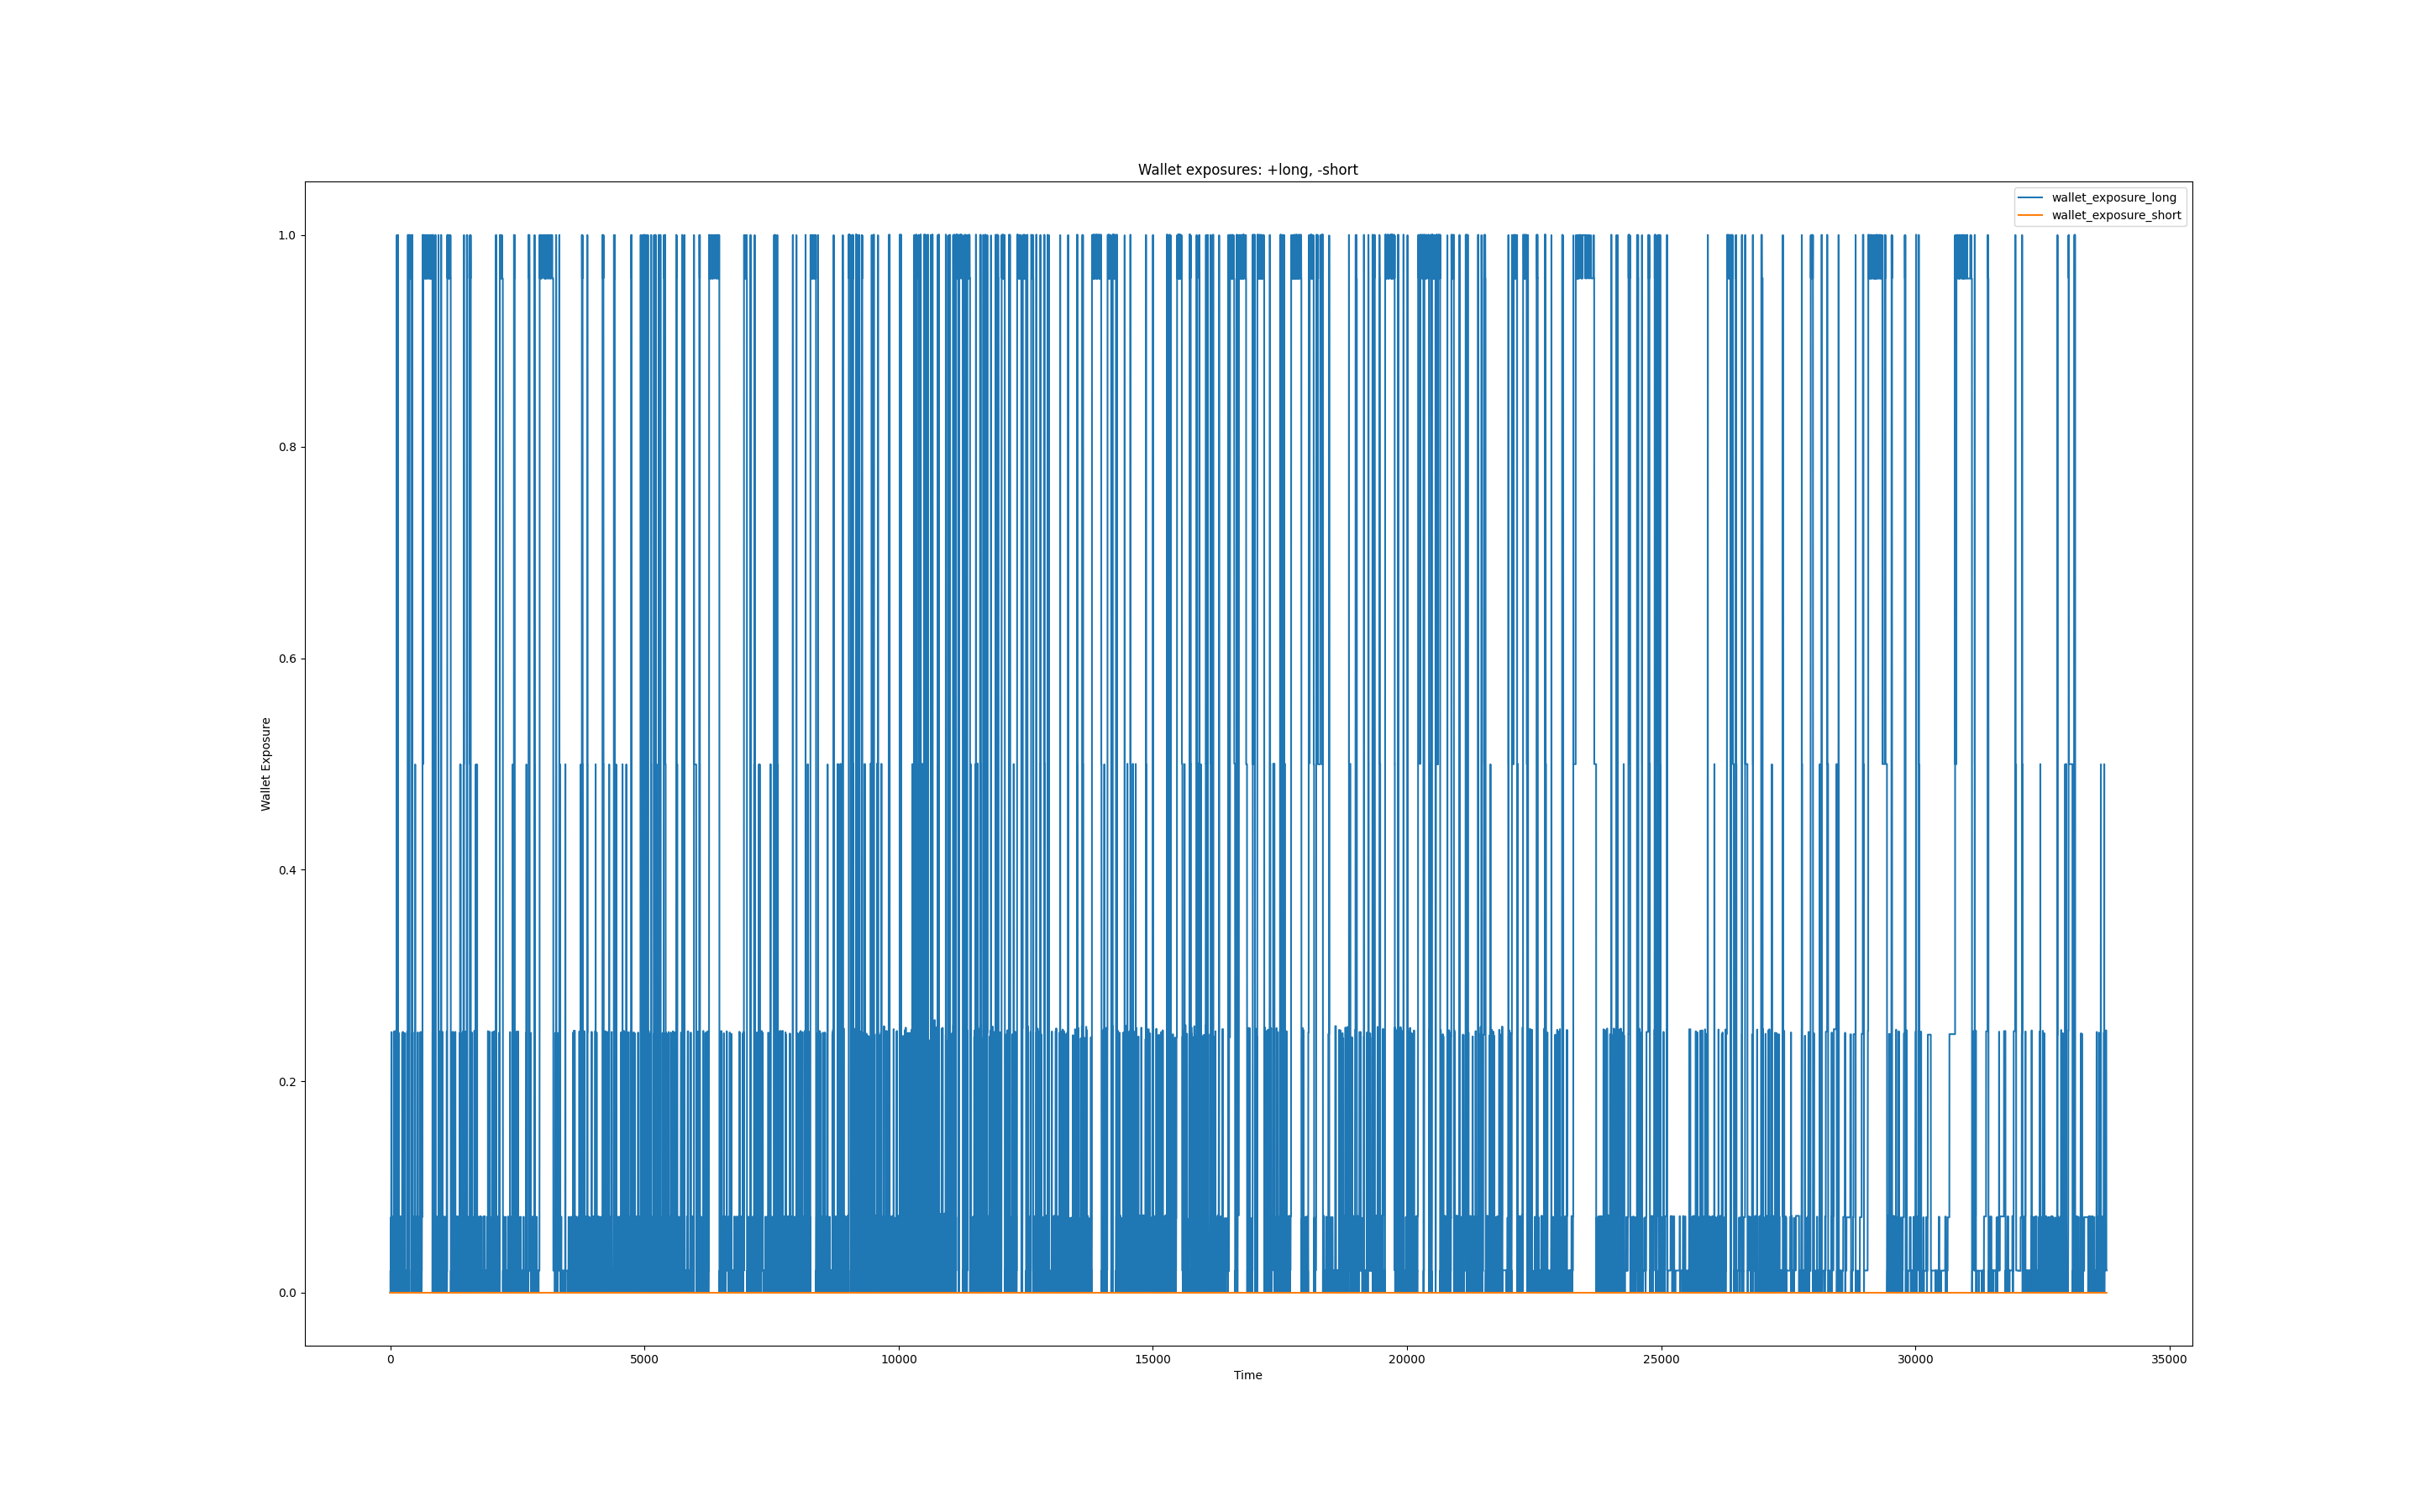 Wallet exposures: +long, -short
wallet_exposure_long
wallet_exposure_short
1.0
0.8
0.6
0.4
0.2
0.0
Wallet Exposure
0 5000 10000 15000 20000 25000 30000 35000
Time